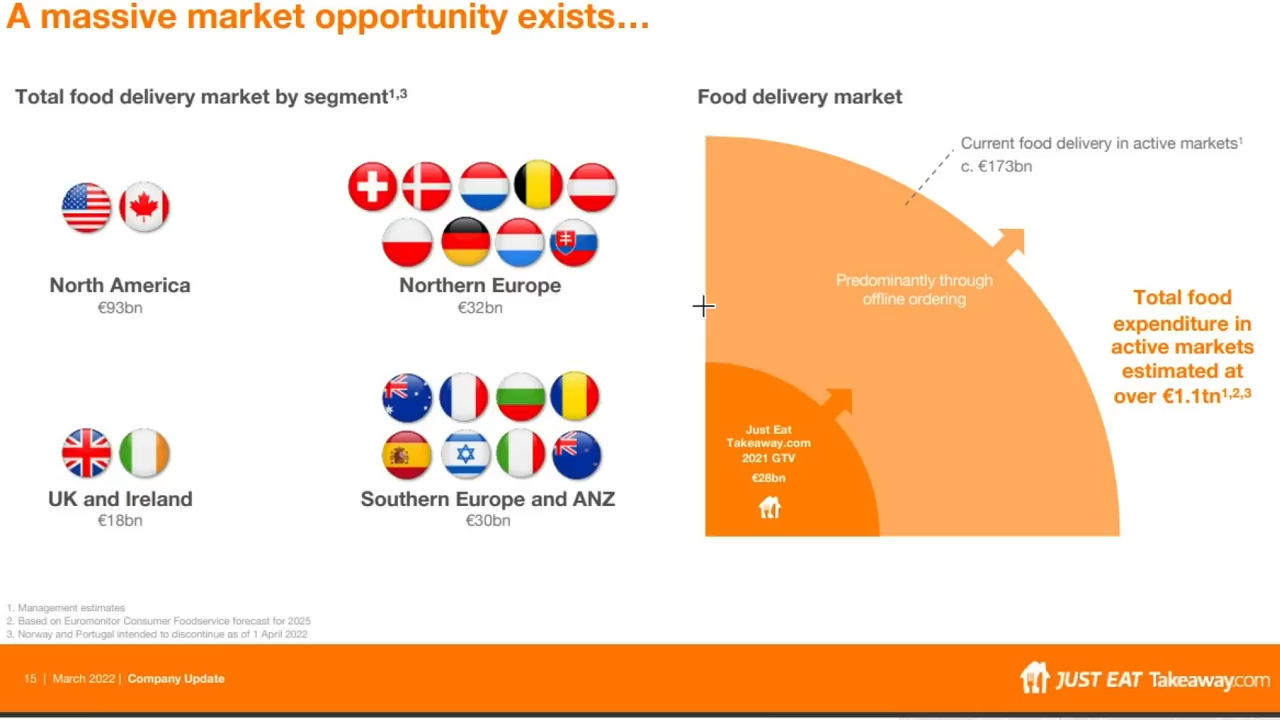 A massive market opportunity exists…
Total food delivery market by segment¹,³
North America
€93bn
Northern Europe
€32bn
UK and Ireland
€18bn
Southern Europe and ANZ
€30bn
Food delivery market
Current food delivery in active markets¹
c. €173bn
Predominantly through
offline ordering
Total food
expenditure in
active markets
estimated at
over €1.1tn¹,²,³
Just Eat
Takeaway.com
2021 GTV
€28bn
1. Management estimates
2. Based on Euromonitor Consumer Foodservice forecast for 2025
3. Norway and Portugal intended to discontinue as of 1 April 2022
15 | March 2022 | Company Update
JUST EAT Takeaway.com